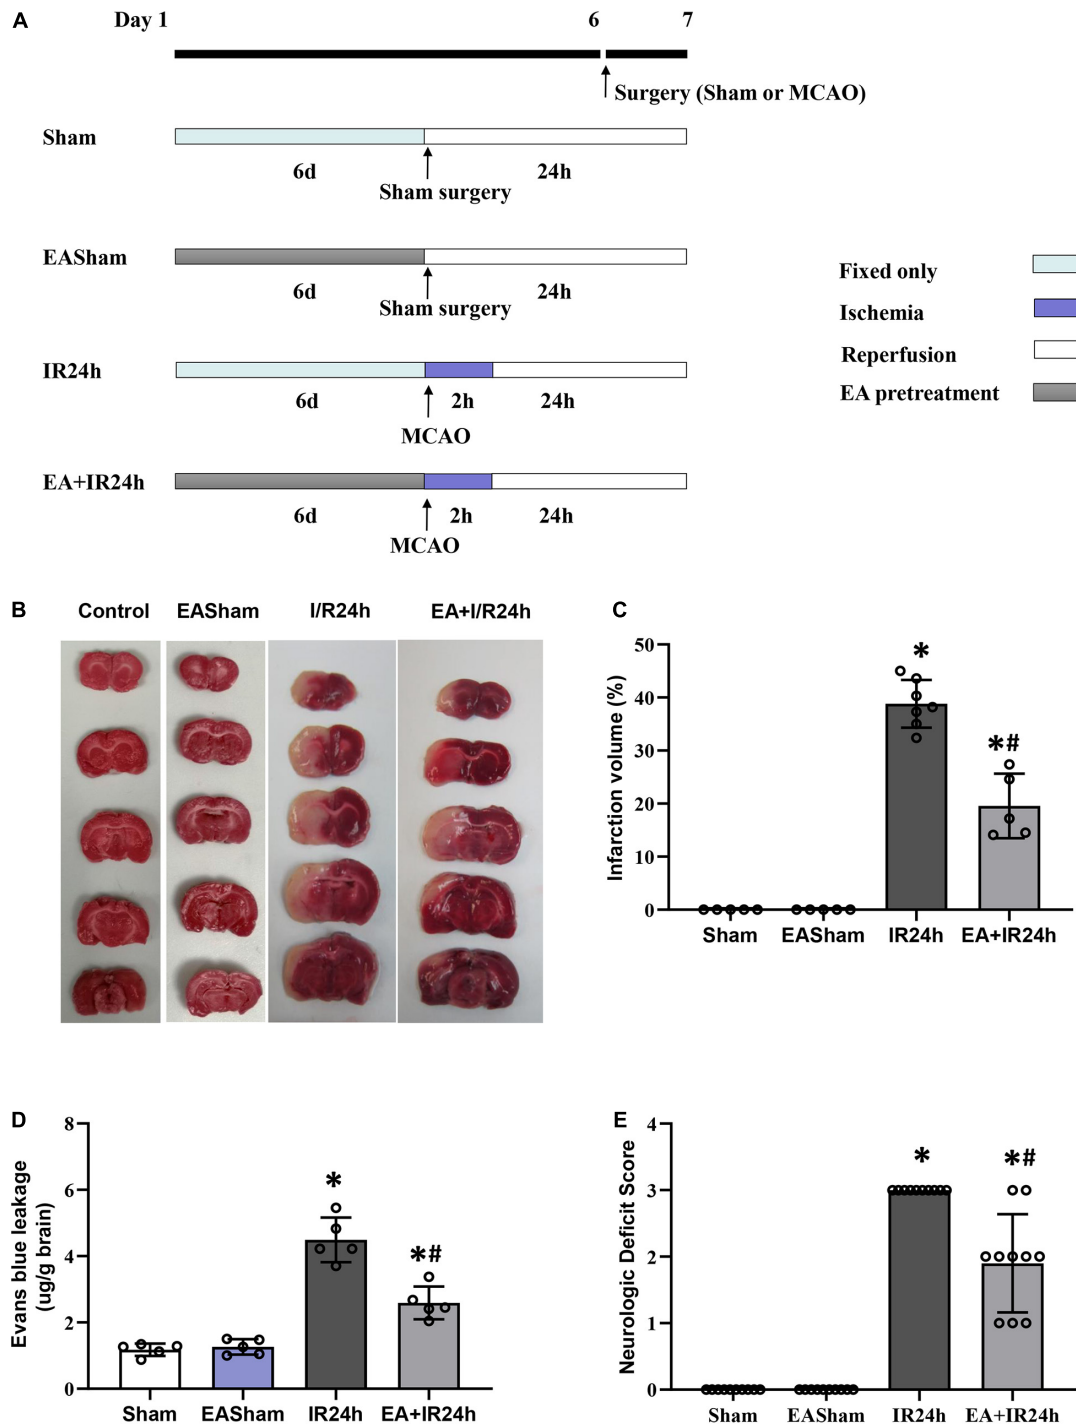 A
Day 1 6 7
Surgery (Sham or MCAO)
Sham
6d 24h
Sham surgery
EASham
6d 24h
Sham surgery
IR24h
6d 2h 24h
MCAO
EA+IR24h
6d 2h 24h
MCAO
Fixed only
Ischemia
Reperfusion
EA pretreatment
B
Control EASham I/R24h EA+I/R24h
C
Infarction volume (%)
50
40
30
20
10
0
*
*#
Sham EASham IR24h EA+IR24h
D
Evans blue leakage
(ug/g brain)
8
6
4
2
0
*
*#
Sham EASham IR24h EA+IR24h
E
Neurologic Deficit Score
4
3
2
1
0
*
*#
Sham EASham IR24h EA+IR24h